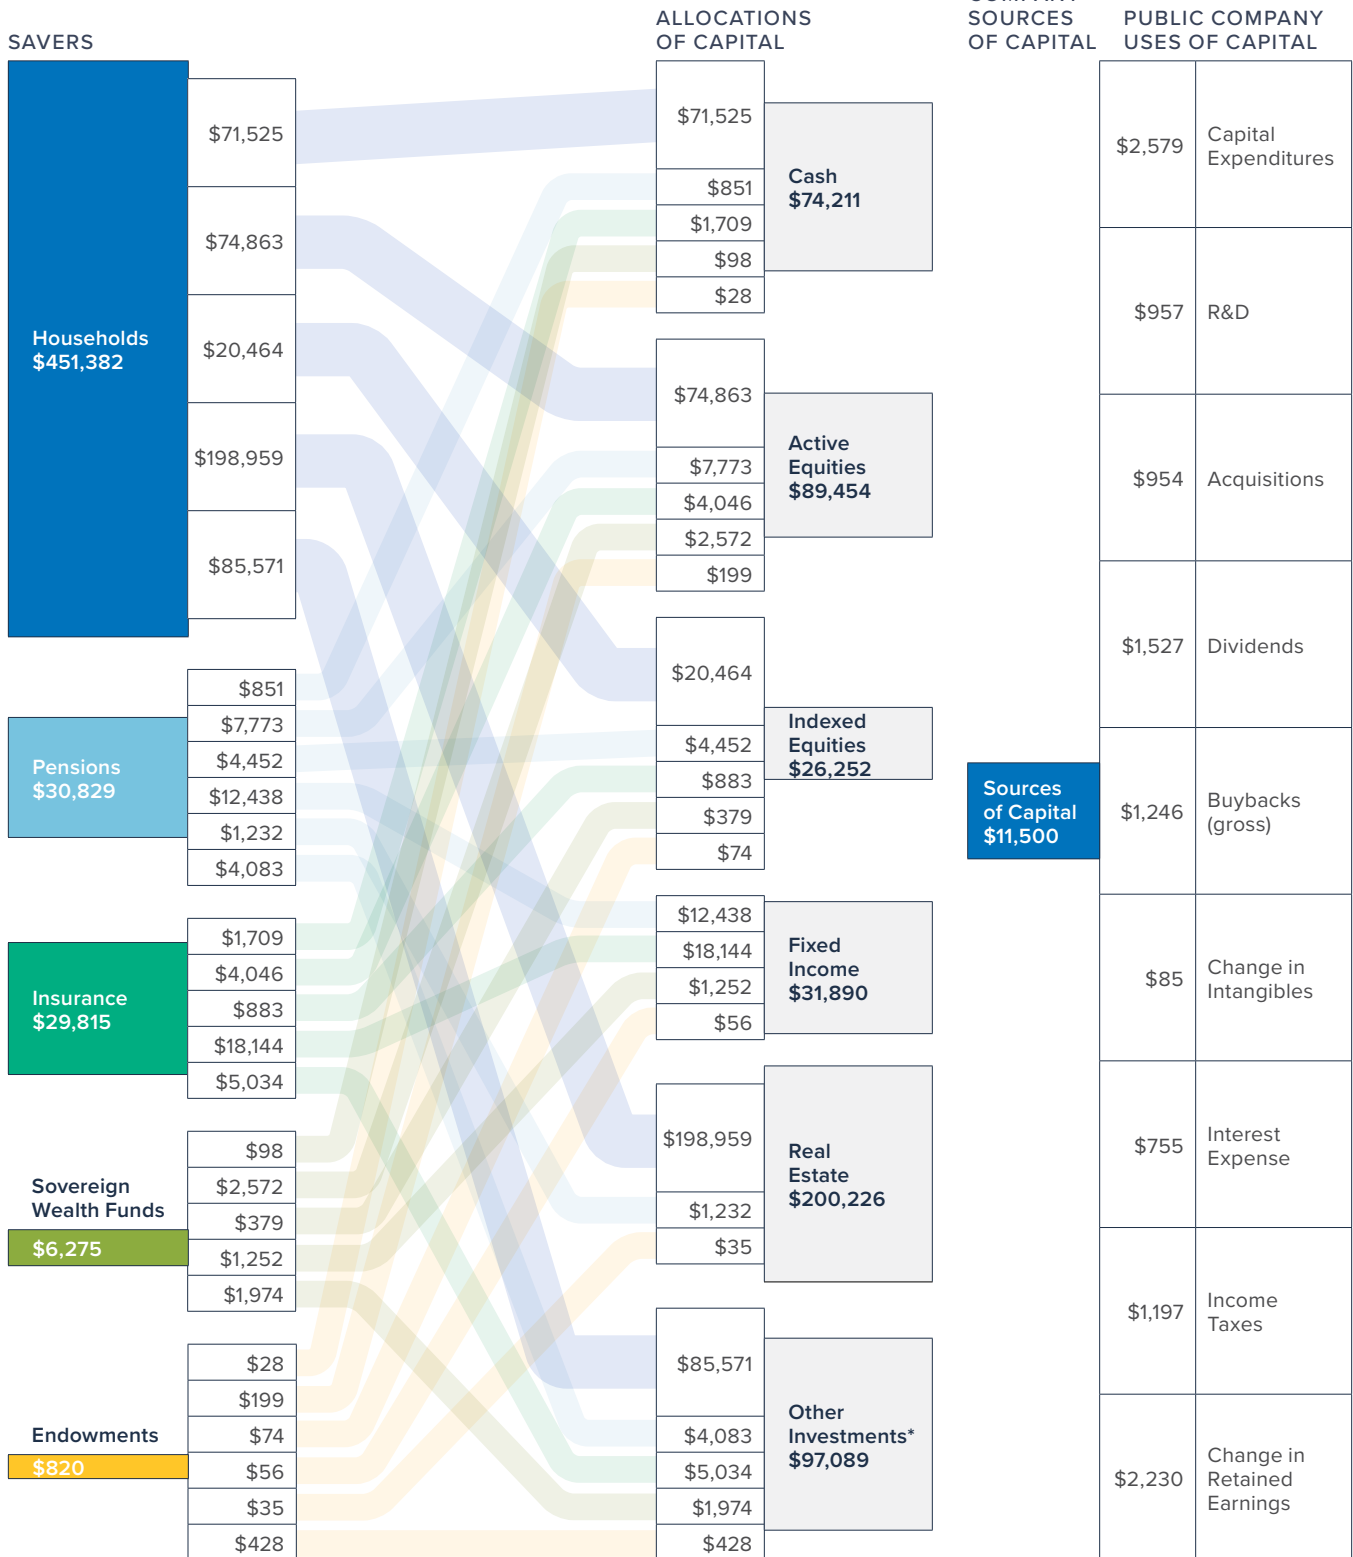 SAVERS
Households
$451,382
$71,525
$74,863
$20,464
$198,959
$85,571
Pensions
$30,829
$851
$7,773
$4,452
$12,438
$1,232
$4,083
Insurance
$29,815
$1,709
$4,046
$883
$18,144
$5,034
Sovereign
Wealth Funds
$6,275
$98
$2,572
$379
$1,252
$1,974
Endowments
$820
$28
$199
$74
$56
$35
$428
ALLOCATIONS
OF CAPITAL
$71,525
$851
$1,709
$98
$28
Cash
$74,211
$74,863
$7,773
$4,046
$2,572
$199
Active
Equities
$89,454
$20,464
$4,452
$883
$379
$74
Indexed
Equities
$26,252
$12,438
$18,144
$1,252
$56
Fixed
Income
$31,890
$198,959
$1,232
$35
Real
Estate
$200,226
$85,571
$4,083
$5,034
$1,974
$428
Other
Investments*
$97,089
SOURCES
OF CAPITAL
Sources
of Capital
$11,500
PUBLIC COMPANY
USES OF CAPITAL
$2,579
Capital
Expenditures
$957
R&D
$954
Acquisitions
$1,527
Dividends
$1,246
Buybacks
(gross)
$85
Change in
Intangibles
$755
Interest
Expense
$1,197
Income
Taxes
$2,230
Change in
Retained
Earnings